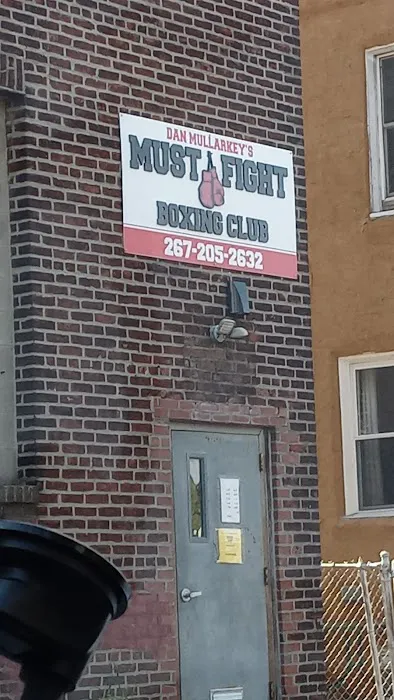 DAN MULLARKEY'S
MUST FIGHT
BOXING CLUB
267-205-2632